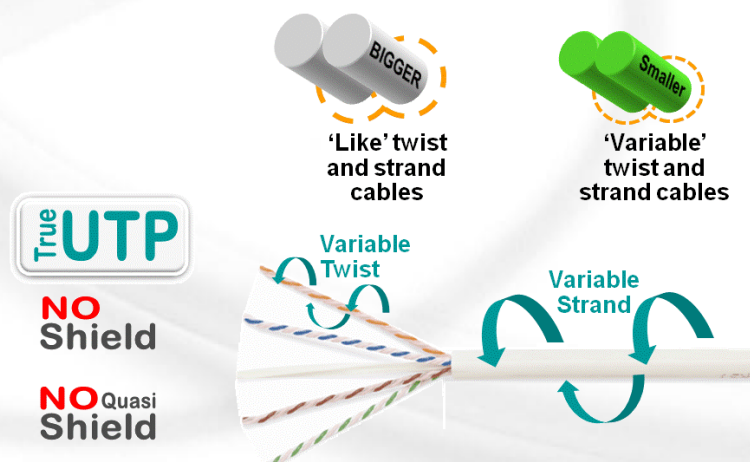 BIGGER
Smaller
‘Like’ twist
and strand
cables
‘Variable’
twist and
strand cables
True UTP
Variable
Twist
Variable
Strand
NO
Shield
NO Quasi
Shield